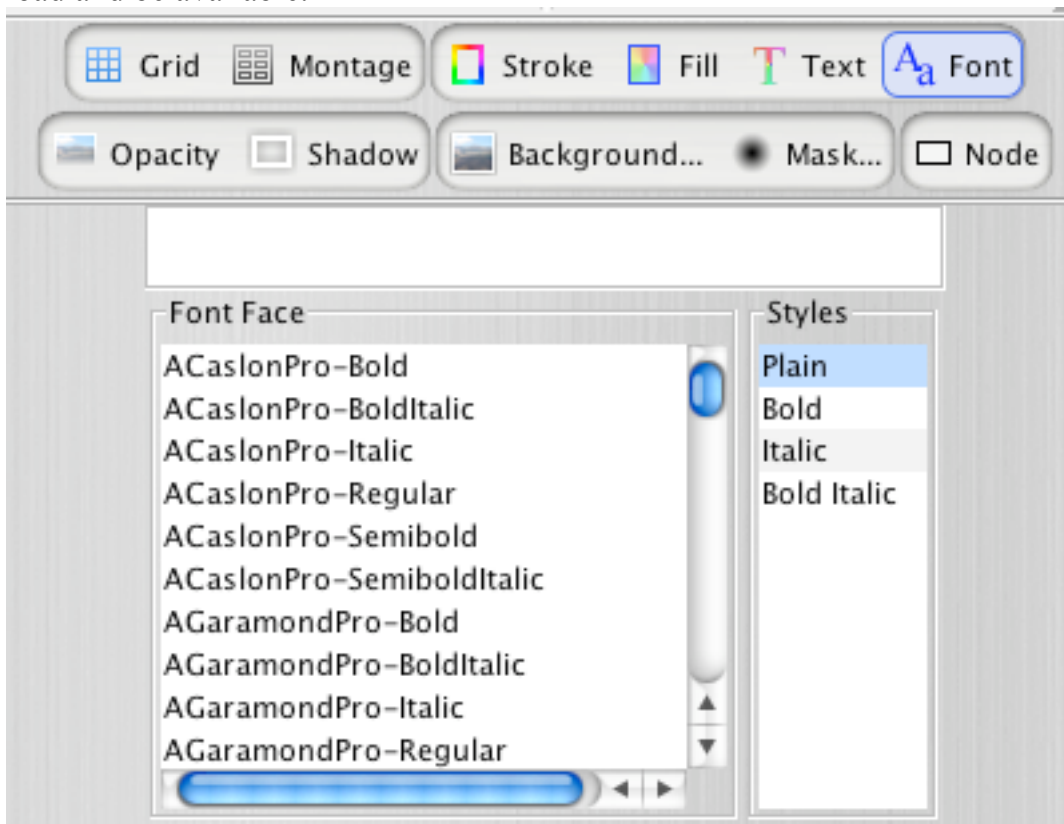 Grid Montage Stroke Fill Text Aa Font
Opacity Shadow Background... Mask... Node
Font Face
ACaslonPro-Bold
ACaslonPro-BoldItalic
ACaslonPro-Italic
ACaslonPro-Regular
ACaslonPro-Semibold
ACaslonPro-SemiboldItalic
AGaramondPro-Bold
AGaramondPro-BoldItalic
AGaramondPro-Italic
AGaramondPro-Regular
Styles
Plain
Bold
Italic
Bold Italic